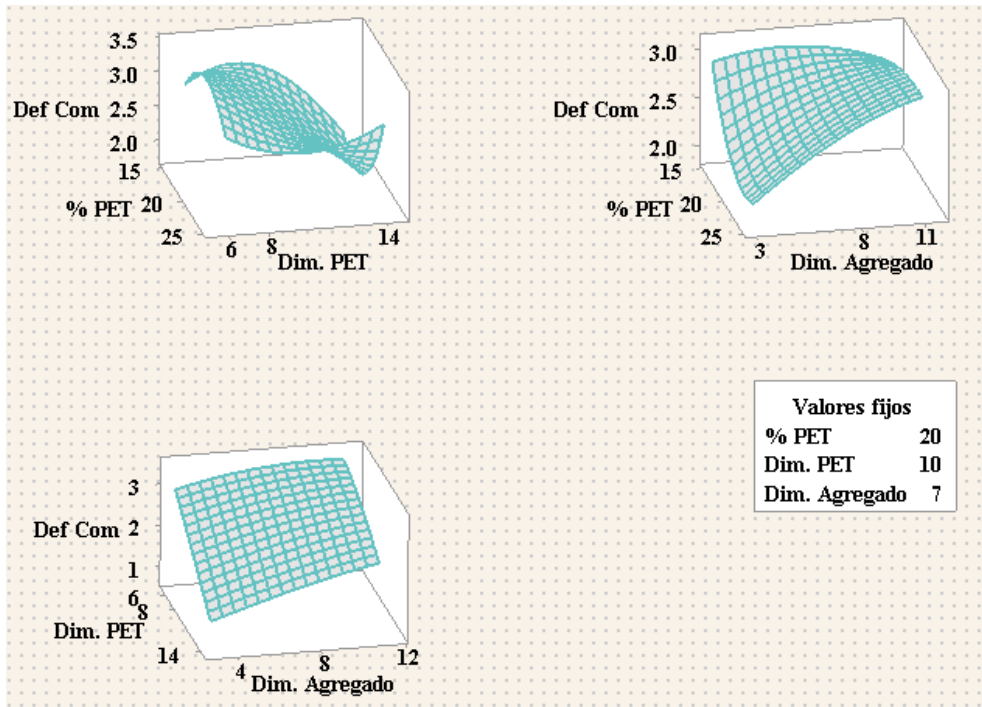 3.5
3.0
Def Com 2.5
2.0
15
% PET 20
25
6 8 14
Dim. PET
3.0
2.5
Def Com
2.0
15
% PET 20
25
3 8 11
Dim. Agregado
Valores fijos
% PET 20
Dim. PET 10
Dim. Agregado 7
3
Def Com 2
1
6
8
Dim. PET
14
4 8 12
Dim. Agregado